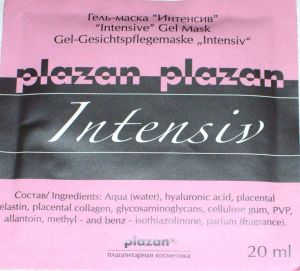 Гель-маска "Интенсив"
"Intensive" Gel Mask
Gel-Gesichtspflegemaske „Intensiv“
plazan plazan
Intensiv
Состав/ Ingredients: Aqua (water), hyaluronic acid, placental
elastin, placental collagen, glycosaminoglycans, cellulose gum, PVP,
allantoin, methyl - and benz - isothiazolinone, parfum (fragrance).
plazan®
плацентарная косметика
20 ml